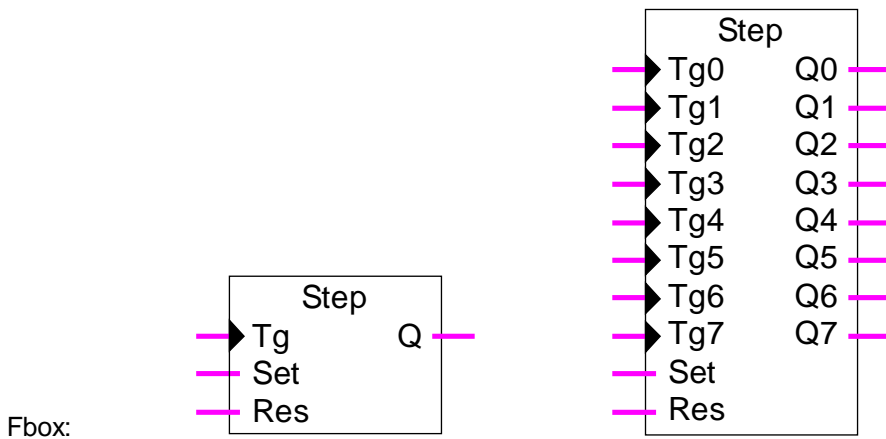 Step
Tg0 Q0
Tg1 Q1
Tg2 Q2
Tg3 Q3
Tg4 Q4
Tg5 Q5
Tg6 Q6
Tg7 Q7
Set
Res
Step
Tg Q
Set
Res
Fbox: